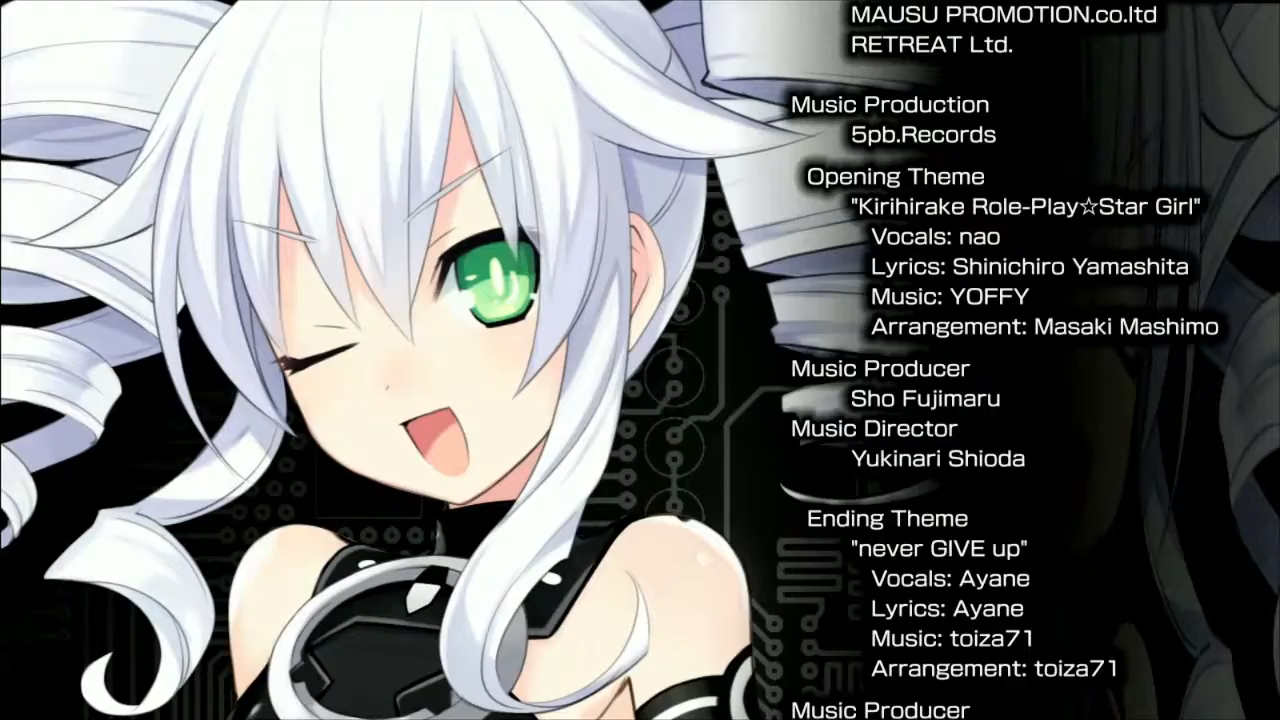 MAUSU PROMOTION.co.ltd
RETREAT Ltd.
Music Production
5pb.Records
Opening Theme
"Kirihirake Role-Play☆Star Girl"
Vocals: nao
Lyrics: Shinichiro Yamashita
Music: YOFFY
Arrangement: Masaki Mashimo
Music Producer
Sho Fujimaru
Music Director
Yukinari Shioda
Ending Theme
"never GIVE up"
Vocals: Ayane
Lyrics: Ayane
Music: toiza71
Arrangement: toiza71
Music Producer